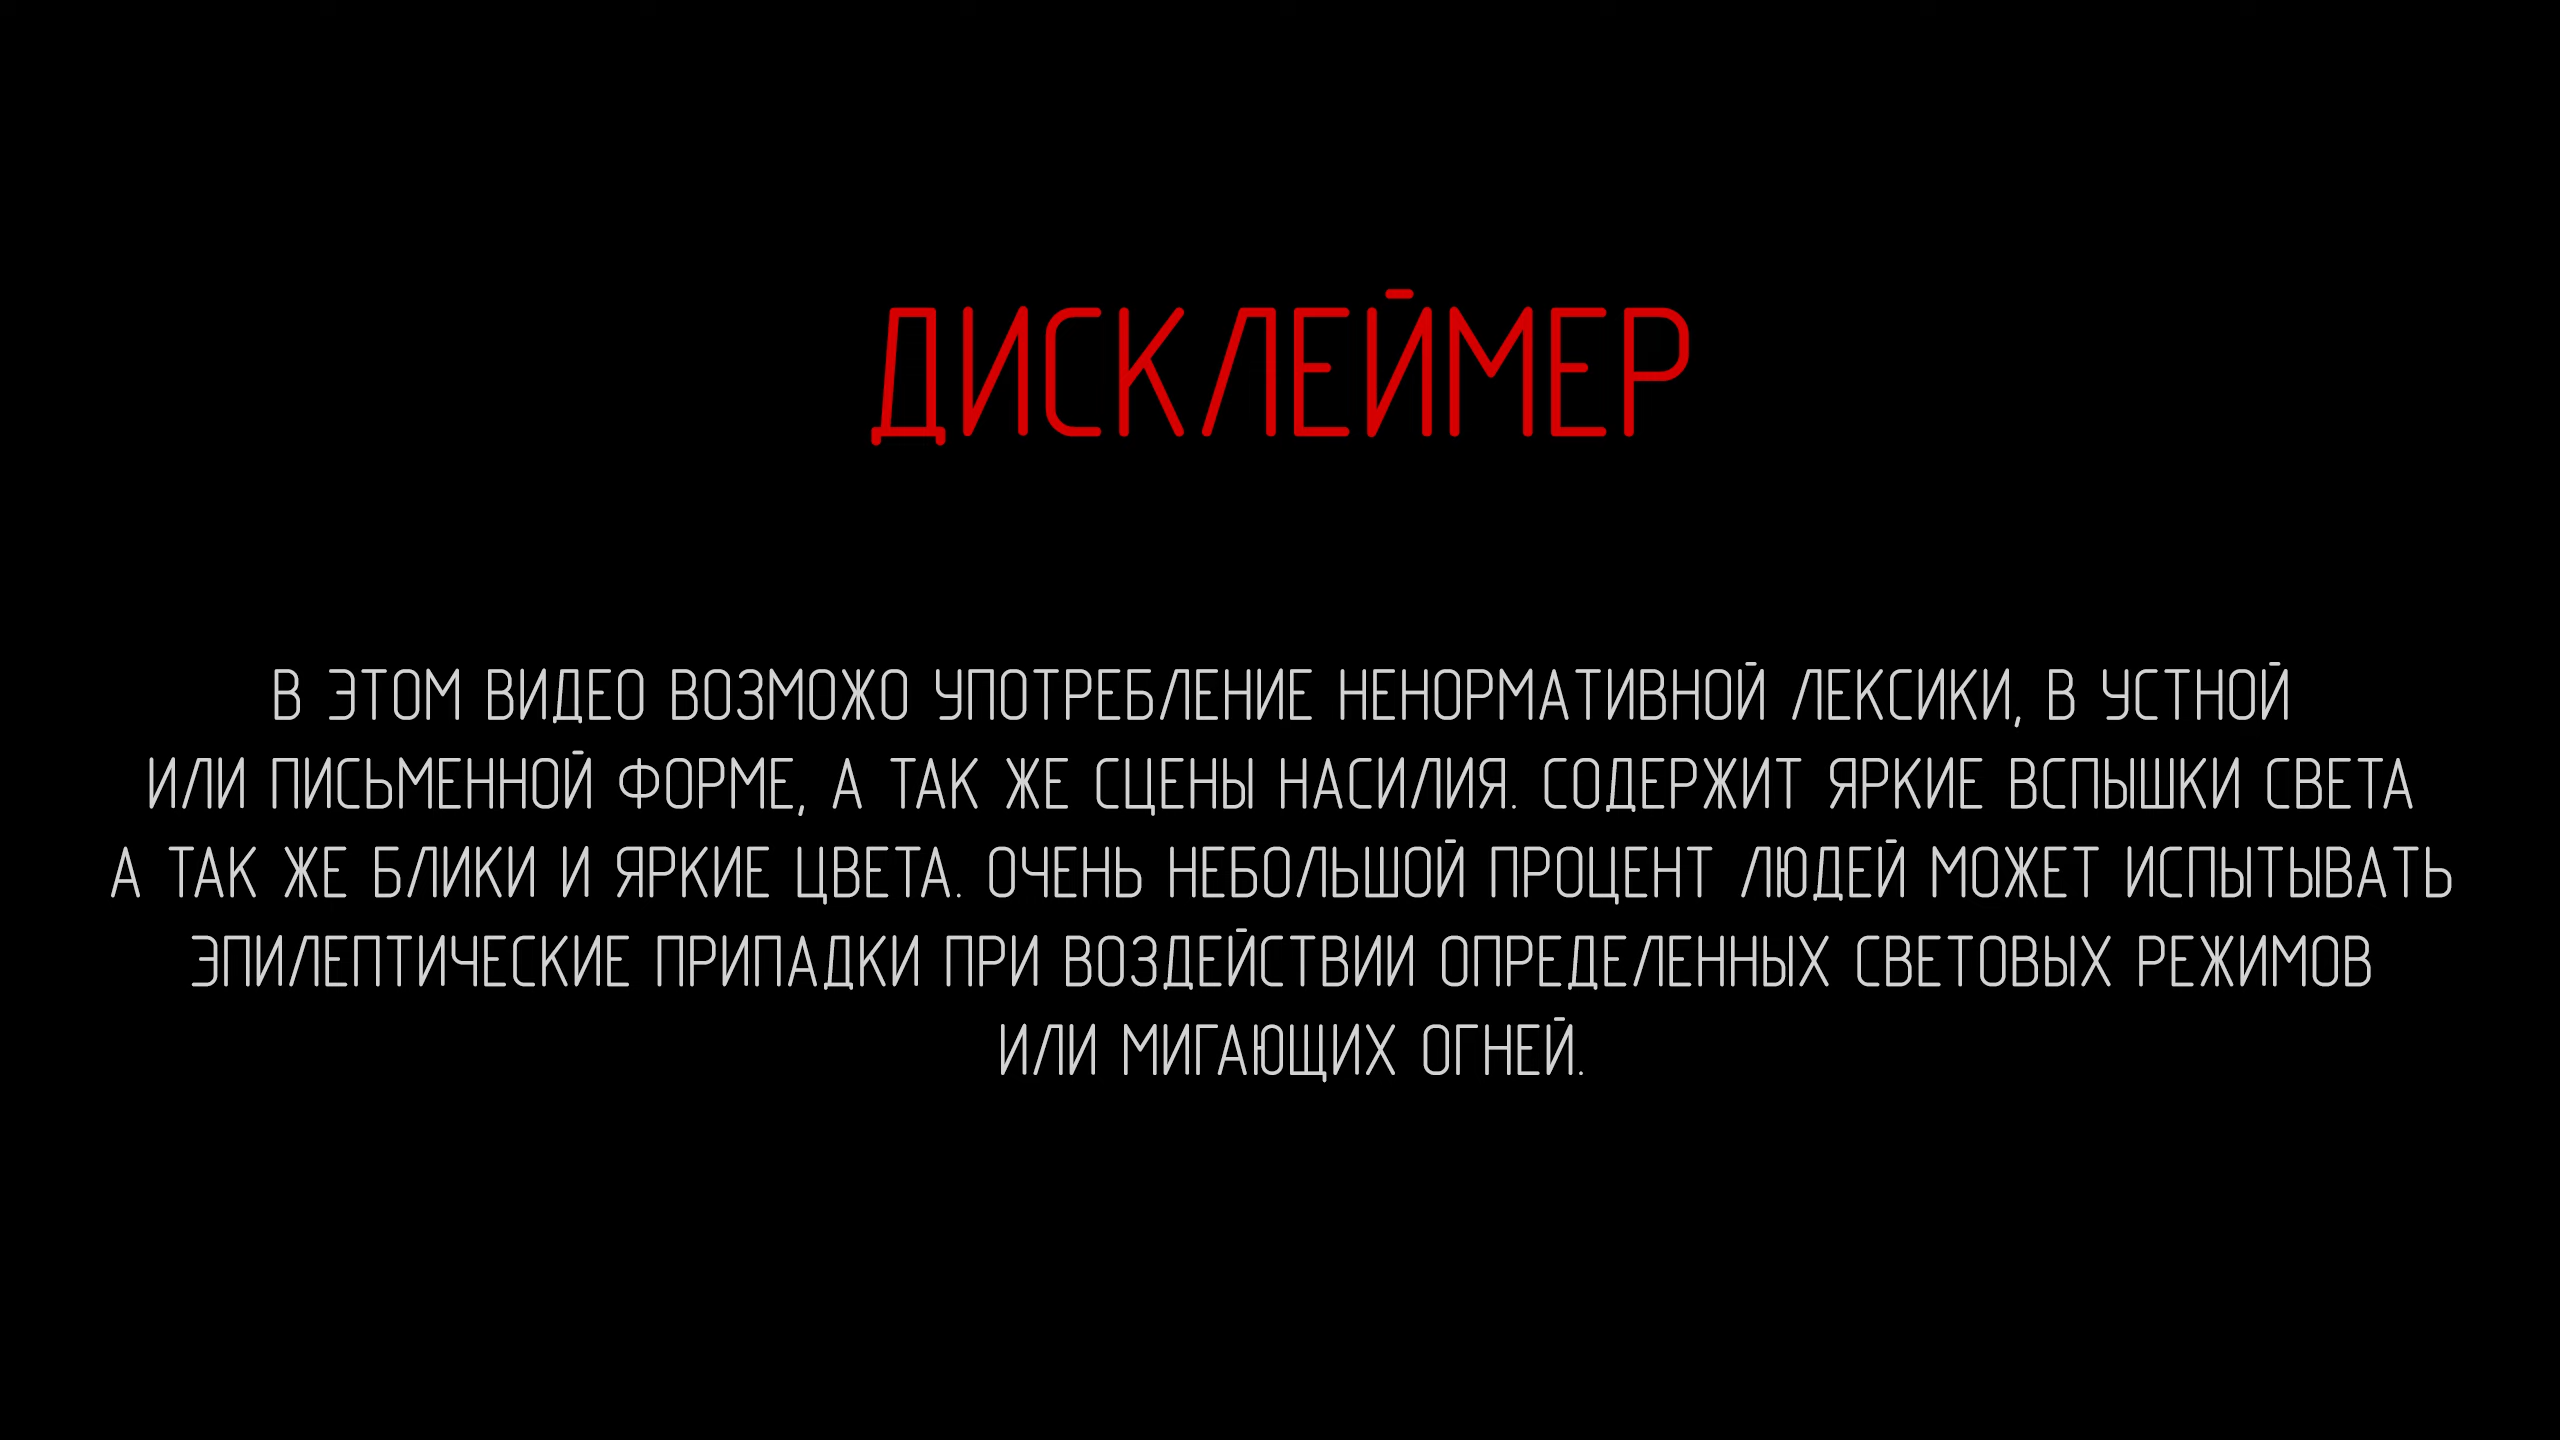 ДИСКЛЕЙМЕР
В ЭТОМ ВИДЕО ВОЗМОЖО УПОТРЕБЛЕНИЕ НЕНОРМАТИВНОЙ ЛЕКСИКИ, В УСТНОЙ
ИЛИ ПИСЬМЕННОЙ ФОРМЕ, А ТАК ЖЕ СЦЕНЫ НАСИЛИЯ. СОДЕРЖИТ ЯРКИЕ ВСПЫШКИ СВЕТА
А ТАК ЖЕ БЛИКИ И ЯРКИЕ ЦВЕТА. ОЧЕНЬ НЕБОЛЬШОЙ ПРОЦЕНТ ЛЮДЕЙ МОЖЕТ ИСПЫТЫВАТЬ
ЭПИЛЕПТИЧЕСКИЕ ПРИПАДКИ ПРИ ВОЗДЕЙСТВИИ ОПРЕДЕЛЕННЫХ СВЕТОВЫХ РЕЖИМОВ
ИЛИ МИГАЮЩИХ ОГНЕЙ.